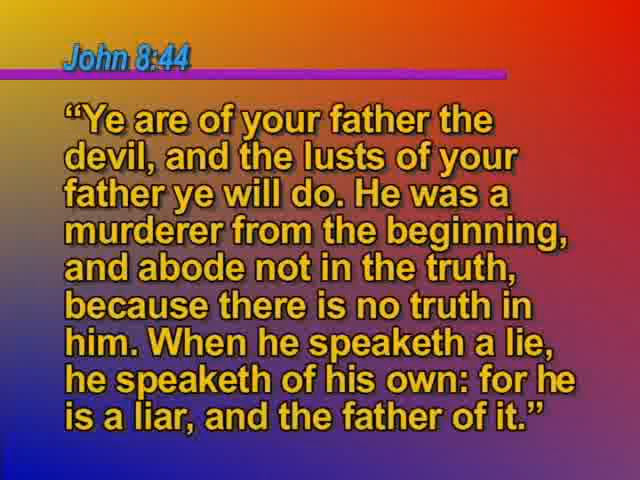 John 8:44
“Ye are of your father the
devil, and the lusts of your
father ye will do. He was a
murderer from the beginning,
and abode not in the truth,
because there is no truth in
him. When he speaketh a lie,
he speaketh of his own: for he
is a liar, and the father of it.”